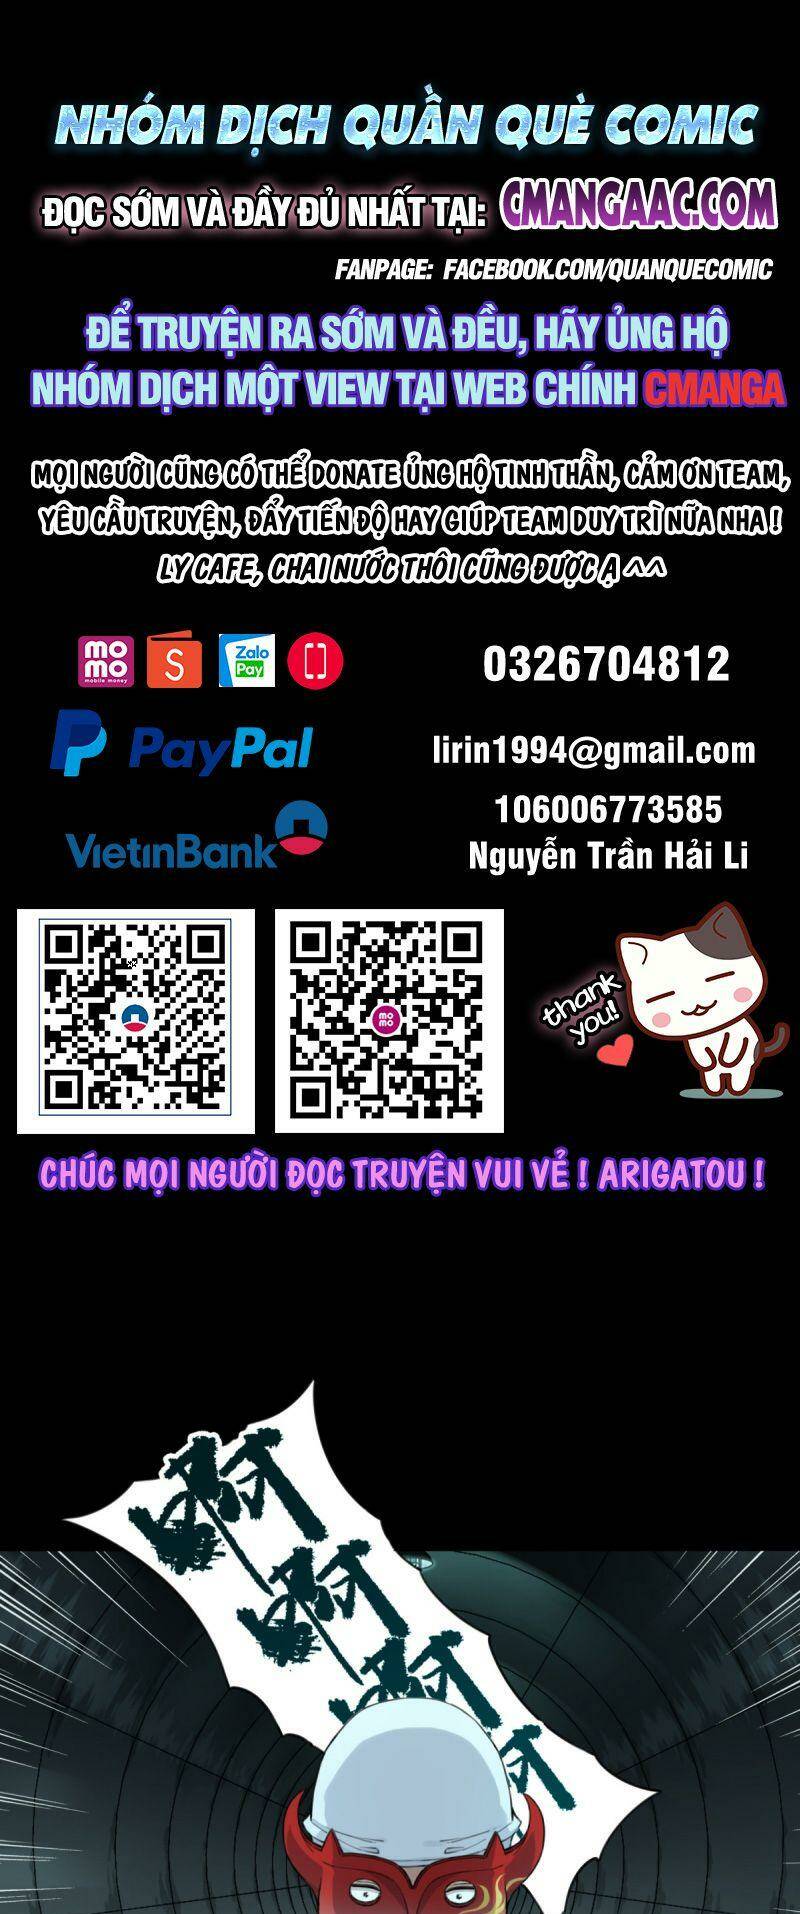 NHÓM DỊCH QUẦN QUÈ COMIC
ĐỌC SỚM VÀ ĐẦY ĐỦ NHẤT TẠI: CMANGAAC.COM
FANPAGE: FACEBOOK.COM/QUANQUECOMIC
ĐỂ TRUYỆN RA SỚM VÀ ĐỀU, HÃY ỦNG HỘ
NHÓM DỊCH MỘT VIEW TẠI WEB CHÍNH CMANGA
MỌI NGƯỜI CŨNG CÓ THỂ DONATE ỦNG HỘ TINH THẦN, CẢM ƠN TEAM,
YÊU CẦU TRUYỆN, ĐẨY TIẾN ĐỘ HAY GIÚP TEAM DUY TRÌ NỮA NHA !
LY CAFE, CHAI NƯỚC THÔI CŨNG ĐƯỢC Ạ ^^
mo
mo
mobile money
S
Zalo
Pay
0326704812
PayPal
lirin1994@gmail.com
VietinBank
106006773585
Nguyễn Trần Hải Li
mo
mo
thank
you!
CHÚC MỌI NGƯỜI ĐỌC TRUYỆN VUI VẺ ! ARIGATOU !
啊啊啊啊